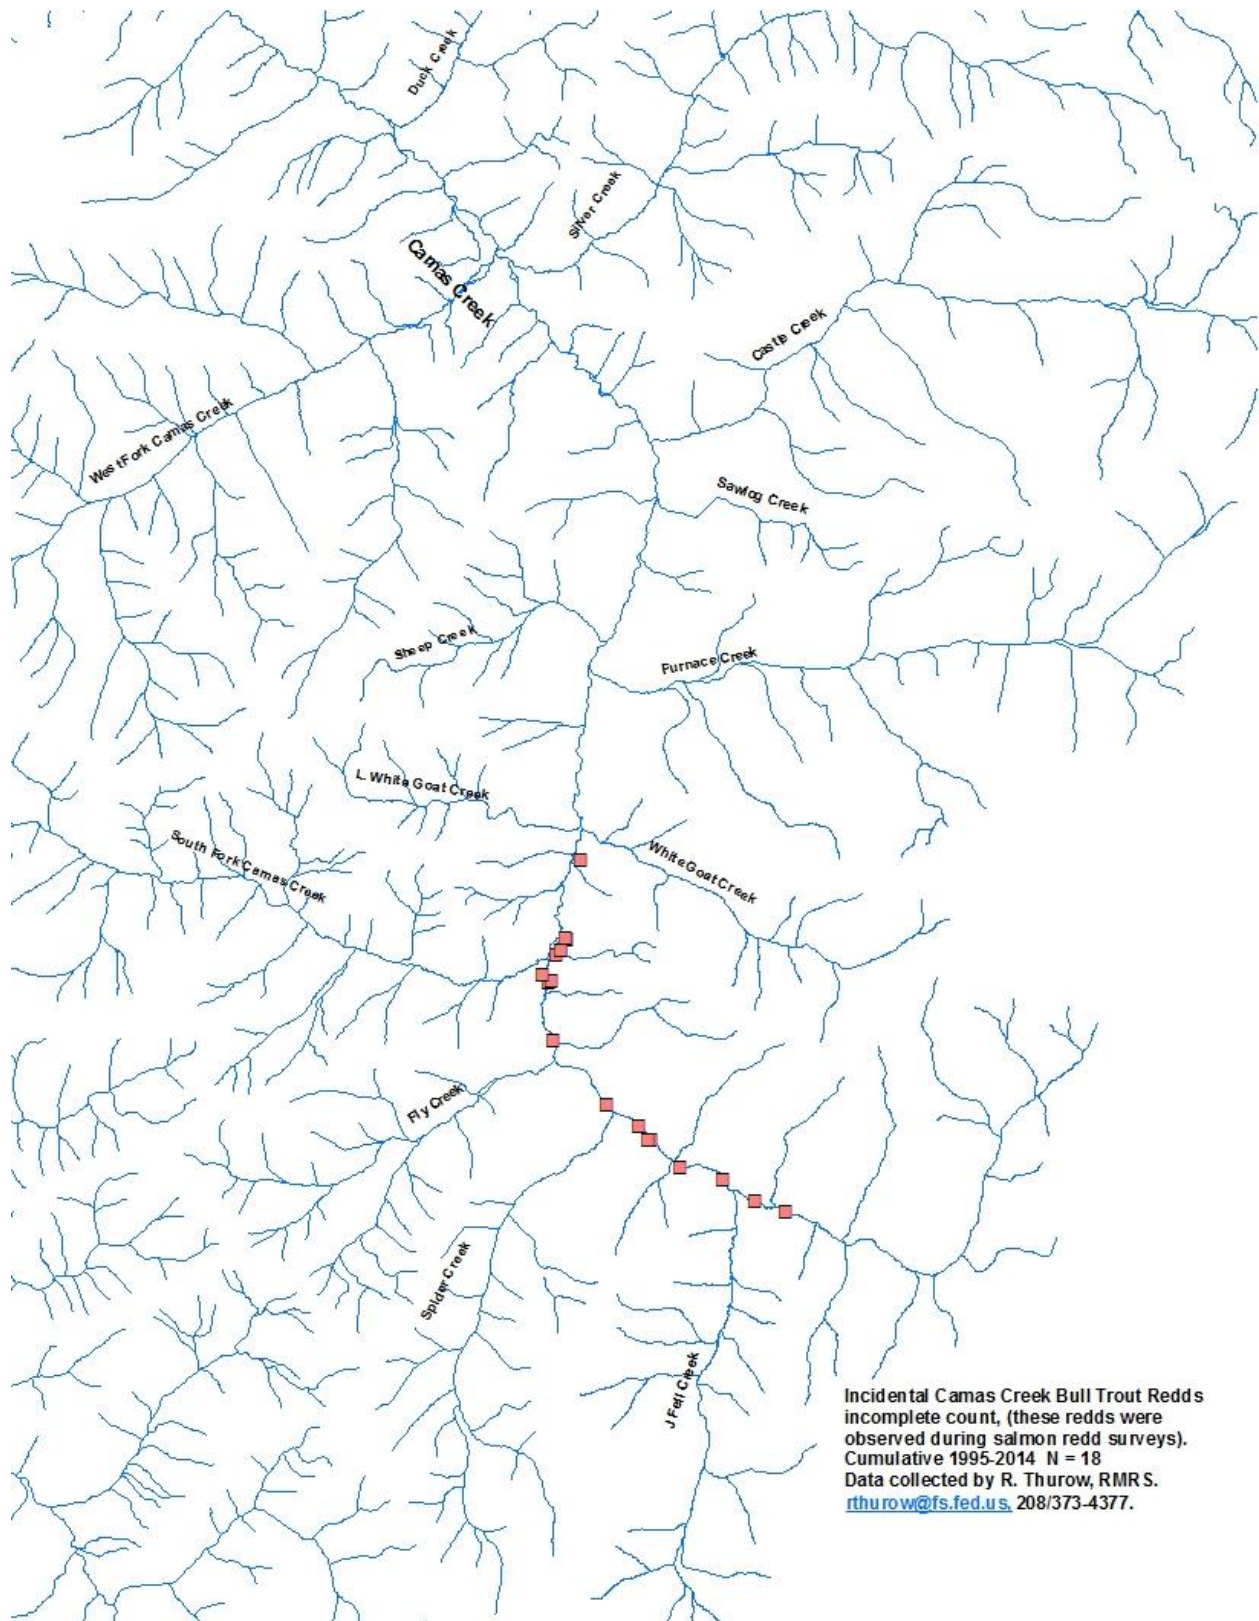 Duck Creek
Silver Creek
Camas Creek
Castle Creek
West Fork Camas Creek
Sawlog Creek
Sheep Creek
Furnace Creek
L. White Goat Creek
South Fork Camas Creek
White Goat Creek
Fly Creek
Spider Creek
J Fell Creek
Incidental Camas Creek Bull Trout Redds
incomplete count, (these redds were
observed during salmon redd surveys).
Cumulative 1995-2014 N = 18
Data collected by R. Thurow, RMRS.
rthurow@fs.fed.us, 208/373-4377.